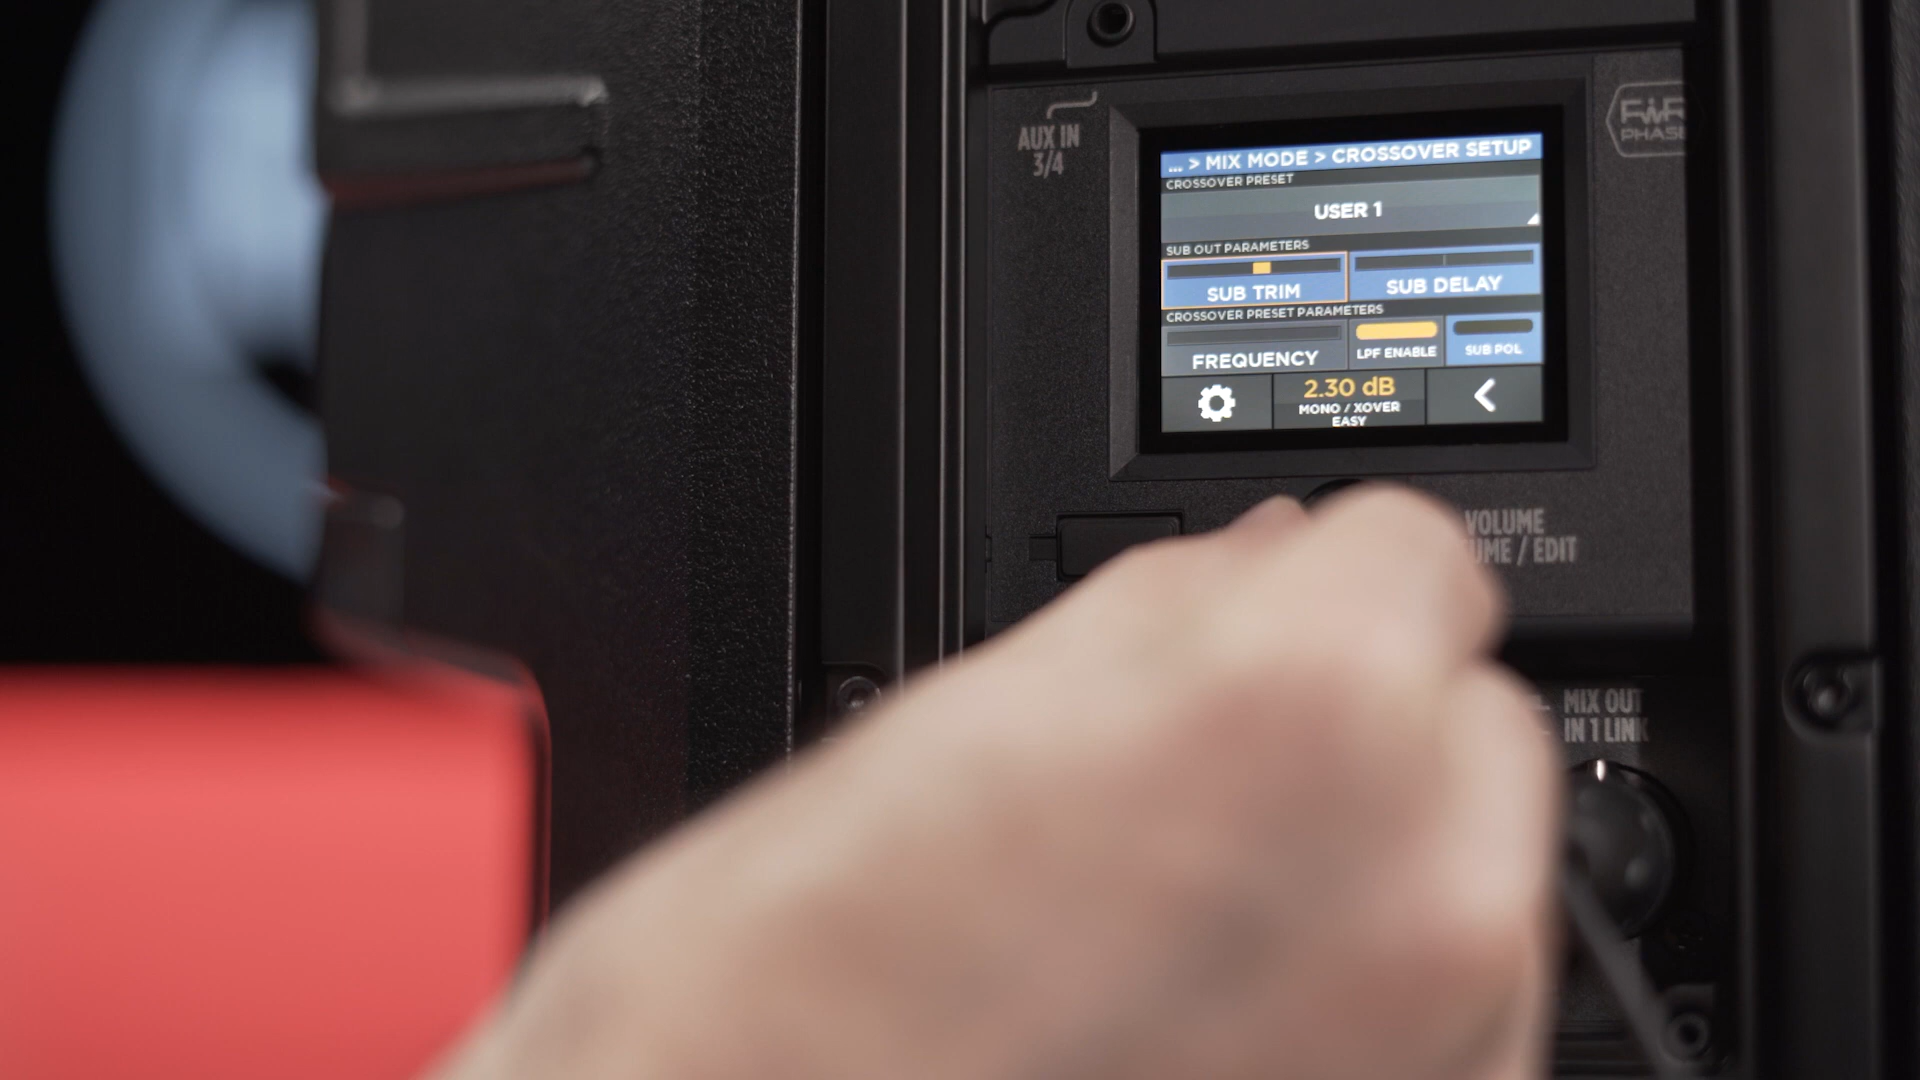 AUX IN
3/4
... > MIX MODE > CROSSOVER SETUP
CROSSOVER PRESET
USER 1
SUB OUT PARAMETERS
SUB TRIM
SUB DELAY
CROSSOVER PRESET PARAMETERS
FREQUENCY
LPF ENABLE
SUB POL
2.30 dB
MONO / XOVER
EASY
PHASE
VOLUME
/ EDIT
MIX OUT
IN 1 LINK